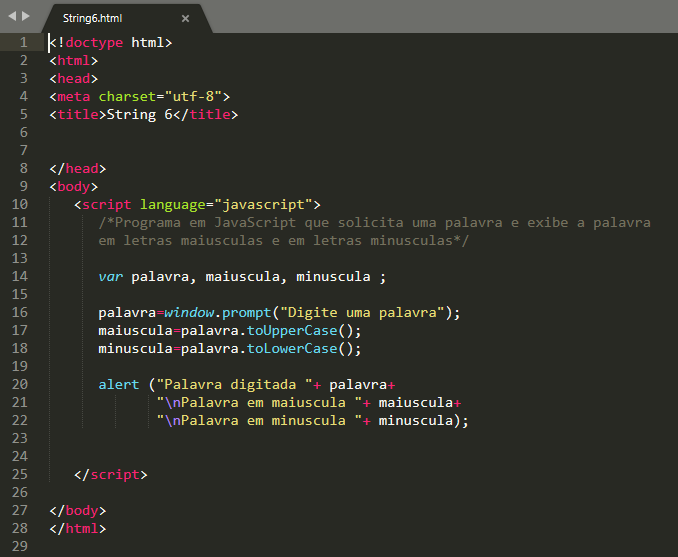 String6.html ×
1 <!doctype html>
2 <html>
3 <head>
4 <meta charset="utf-8">
5 <title>String 6</title>
6
7
8 </head>
9 <body>
10    <script language="javascript">
11       /*Programa em JavaScript que solicita uma palavra e exibe a palavra
12       em letras maiusculas e em letras minusculas*/
13
14       var palavra, maiuscula, minuscula ;
15
16       palavra=window.prompt("Digite uma palavra");
17       maiuscula=palavra.toUpperCase();
18       minuscula=palavra.toLowerCase();
19
20       alert ("Palavra digitada "+ palavra+
21              "\nPalavra em maiuscula "+ maiuscula+
22              "\nPalavra em minuscula "+ minuscula);
23
24
25    </script>
26
27 </body>
28 </html>
29